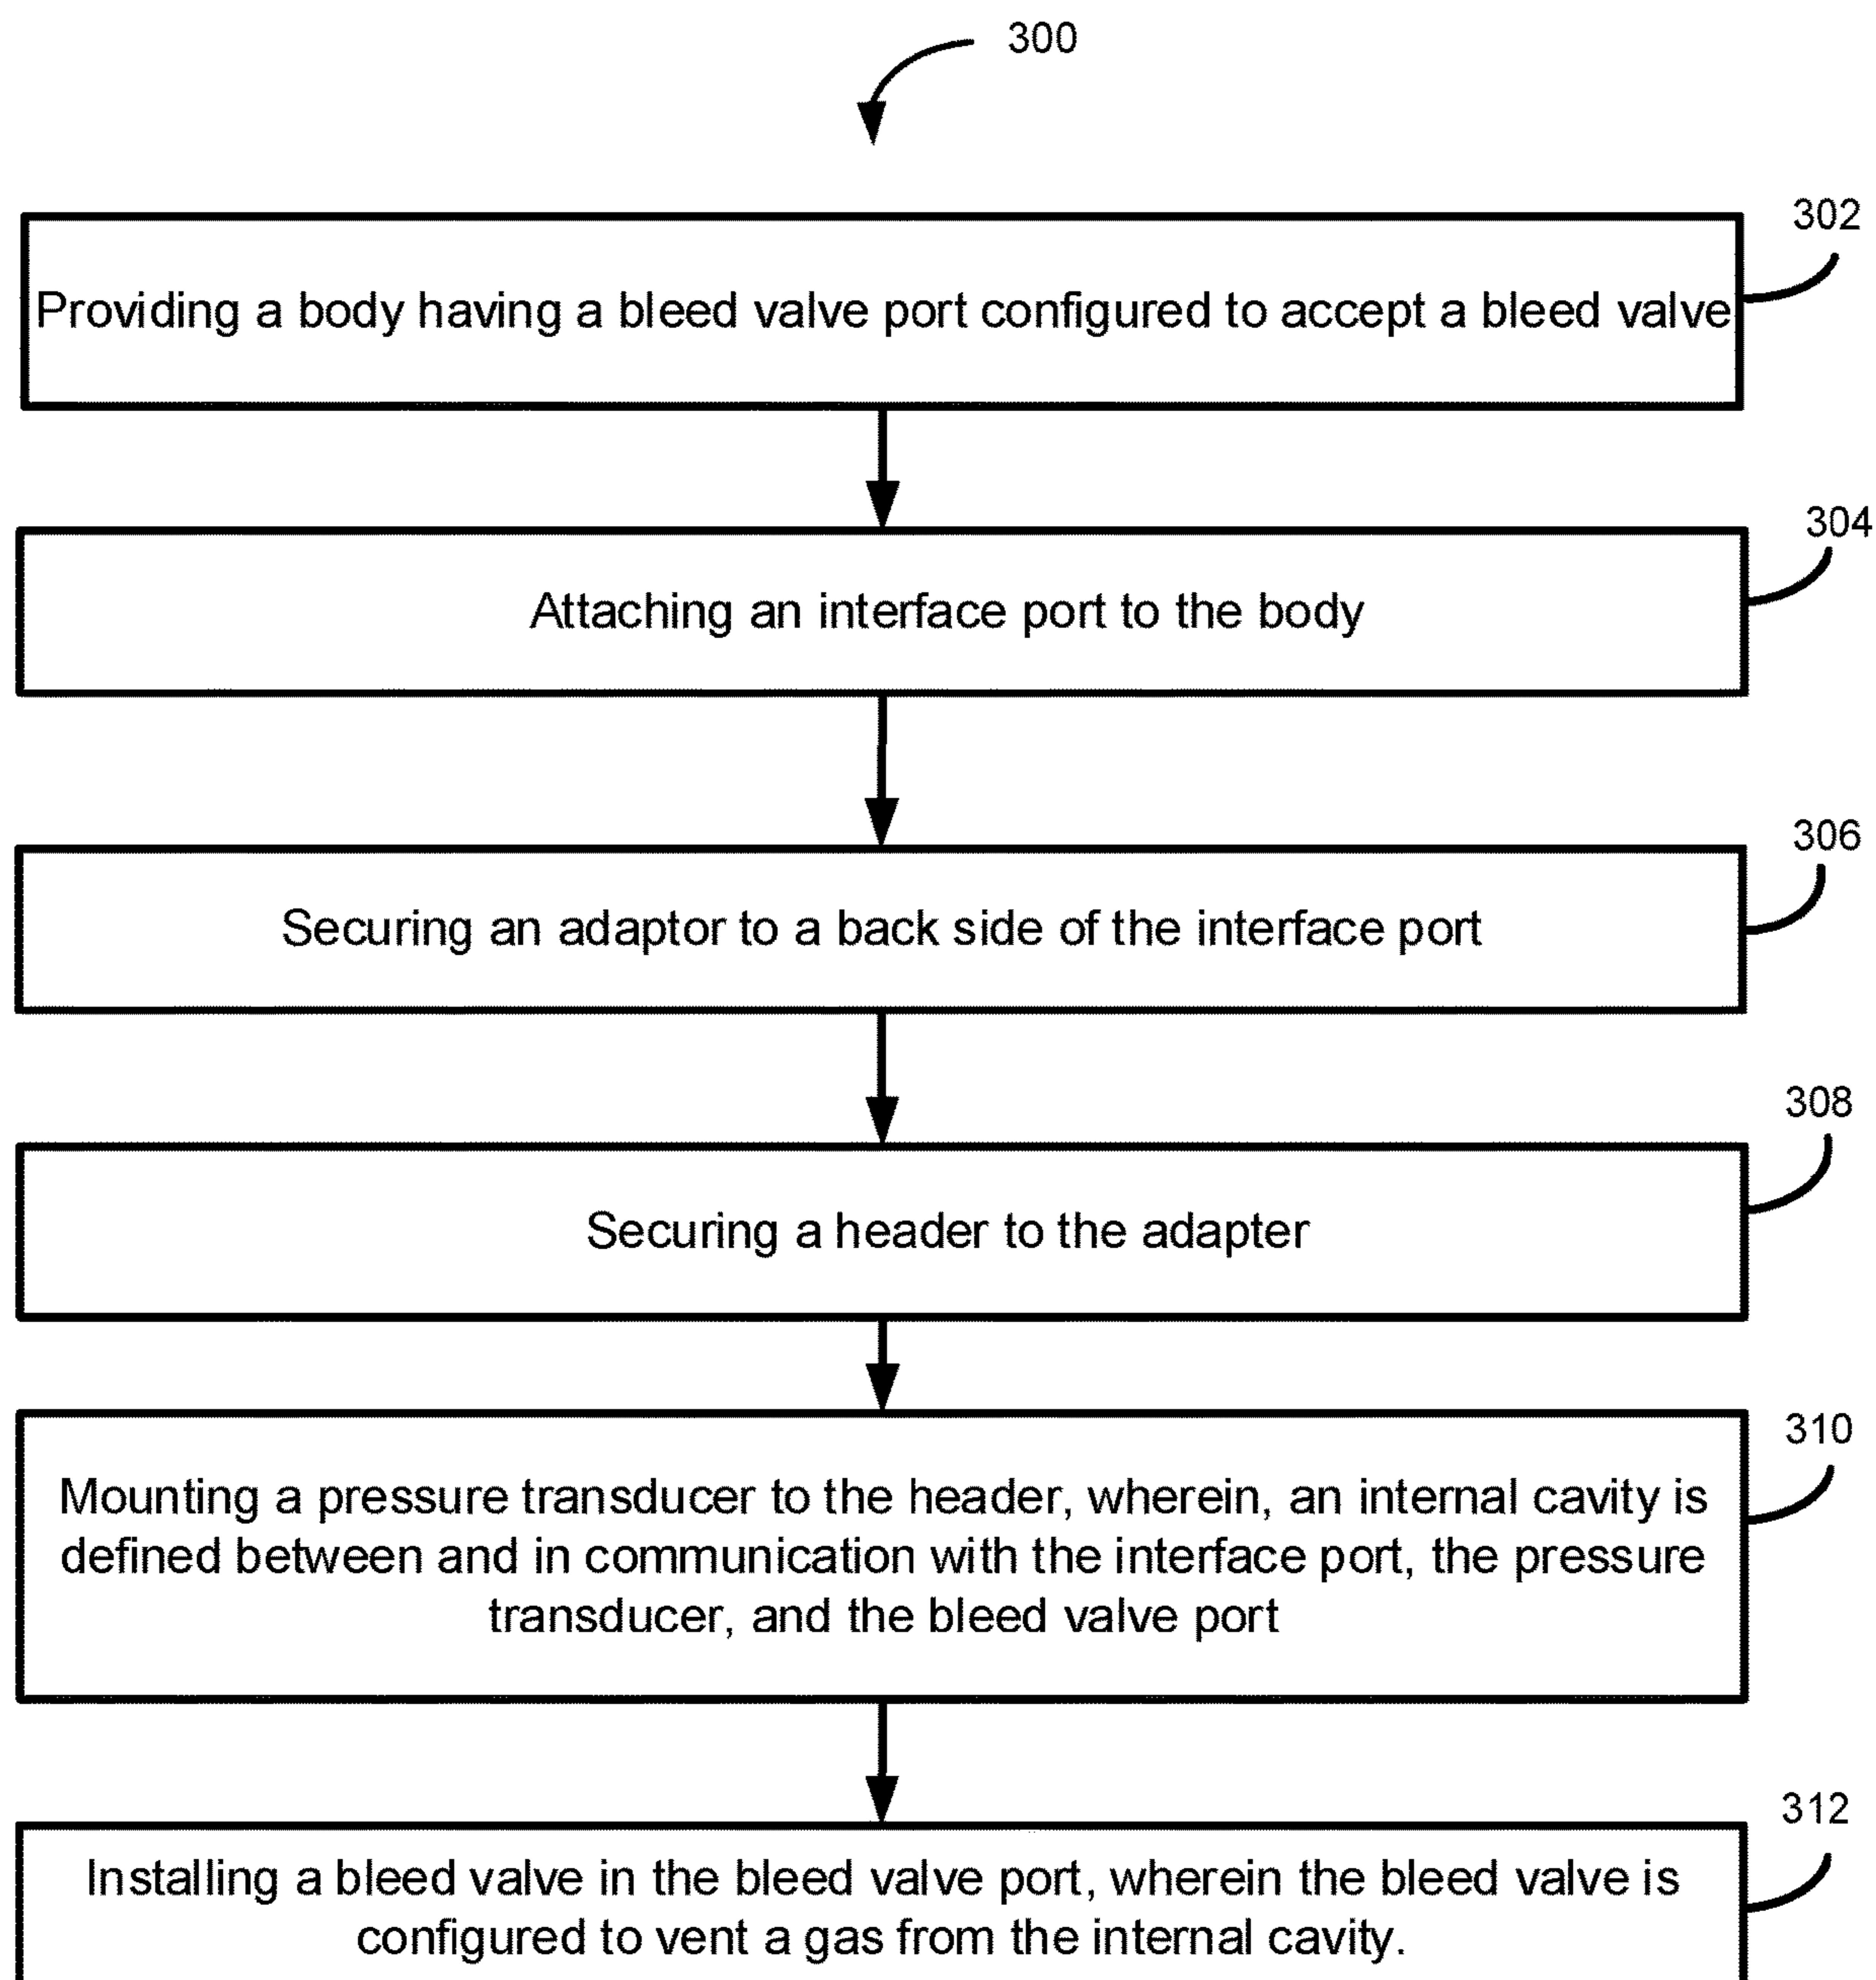 300
302
Providing a body having a bleed valve port configured to accept a bleed valve
304
Attaching an interface port to the body
306
Securing an adaptor to a back side of the interface port
308
Securing a header to the adapter
310
Mounting a pressure transducer to the header, wherein, an internal cavity is
defined between and in communication with the interface port, the pressure
transducer, and the bleed valve port
312
Installing a bleed valve in the bleed valve port, wherein the bleed valve is
configured to vent a gas from the internal cavity.